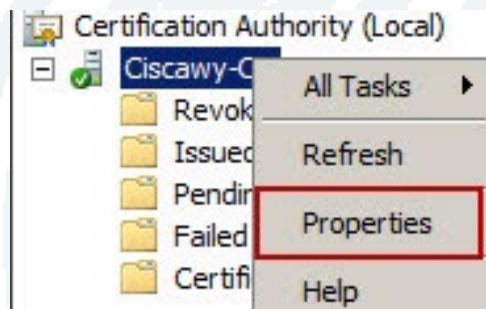 Certification Authority (Local)
Ciscawy-C
All Tasks
Revok
Issued
Refresh
Pendin
Properties
Failed
Certifi
Help